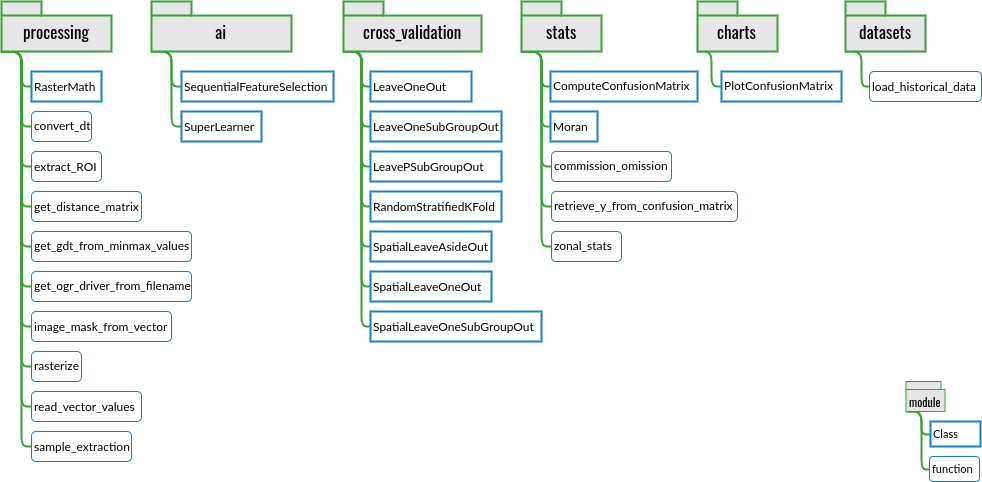 processing
RasterMath
convert_dt
extract_ROI
get_distance_matrix
get_gdt_from_minmax_values
get_ogr_driver_from_filename
image_mask_from_vector
rasterize
read_vector_values
sample_extraction
ai
SequentialFeatureSelection
SuperLearner
cross_validation
LeaveOneOut
LeaveOneSubGroupOut
LeavePSubGroupOut
RandomStratifiedKFold
SpatialLeaveAsideOut
SpatialLeaveOneOut
SpatialLeaveOneSubGroupOut
stats
ComputeConfusionMatrix
Moran
commission_omission
retrieve_y_from_confusion_matrix
zonal_stats
charts
PlotConfusionMatrix
datasets
load_historical_data
module
Class
function